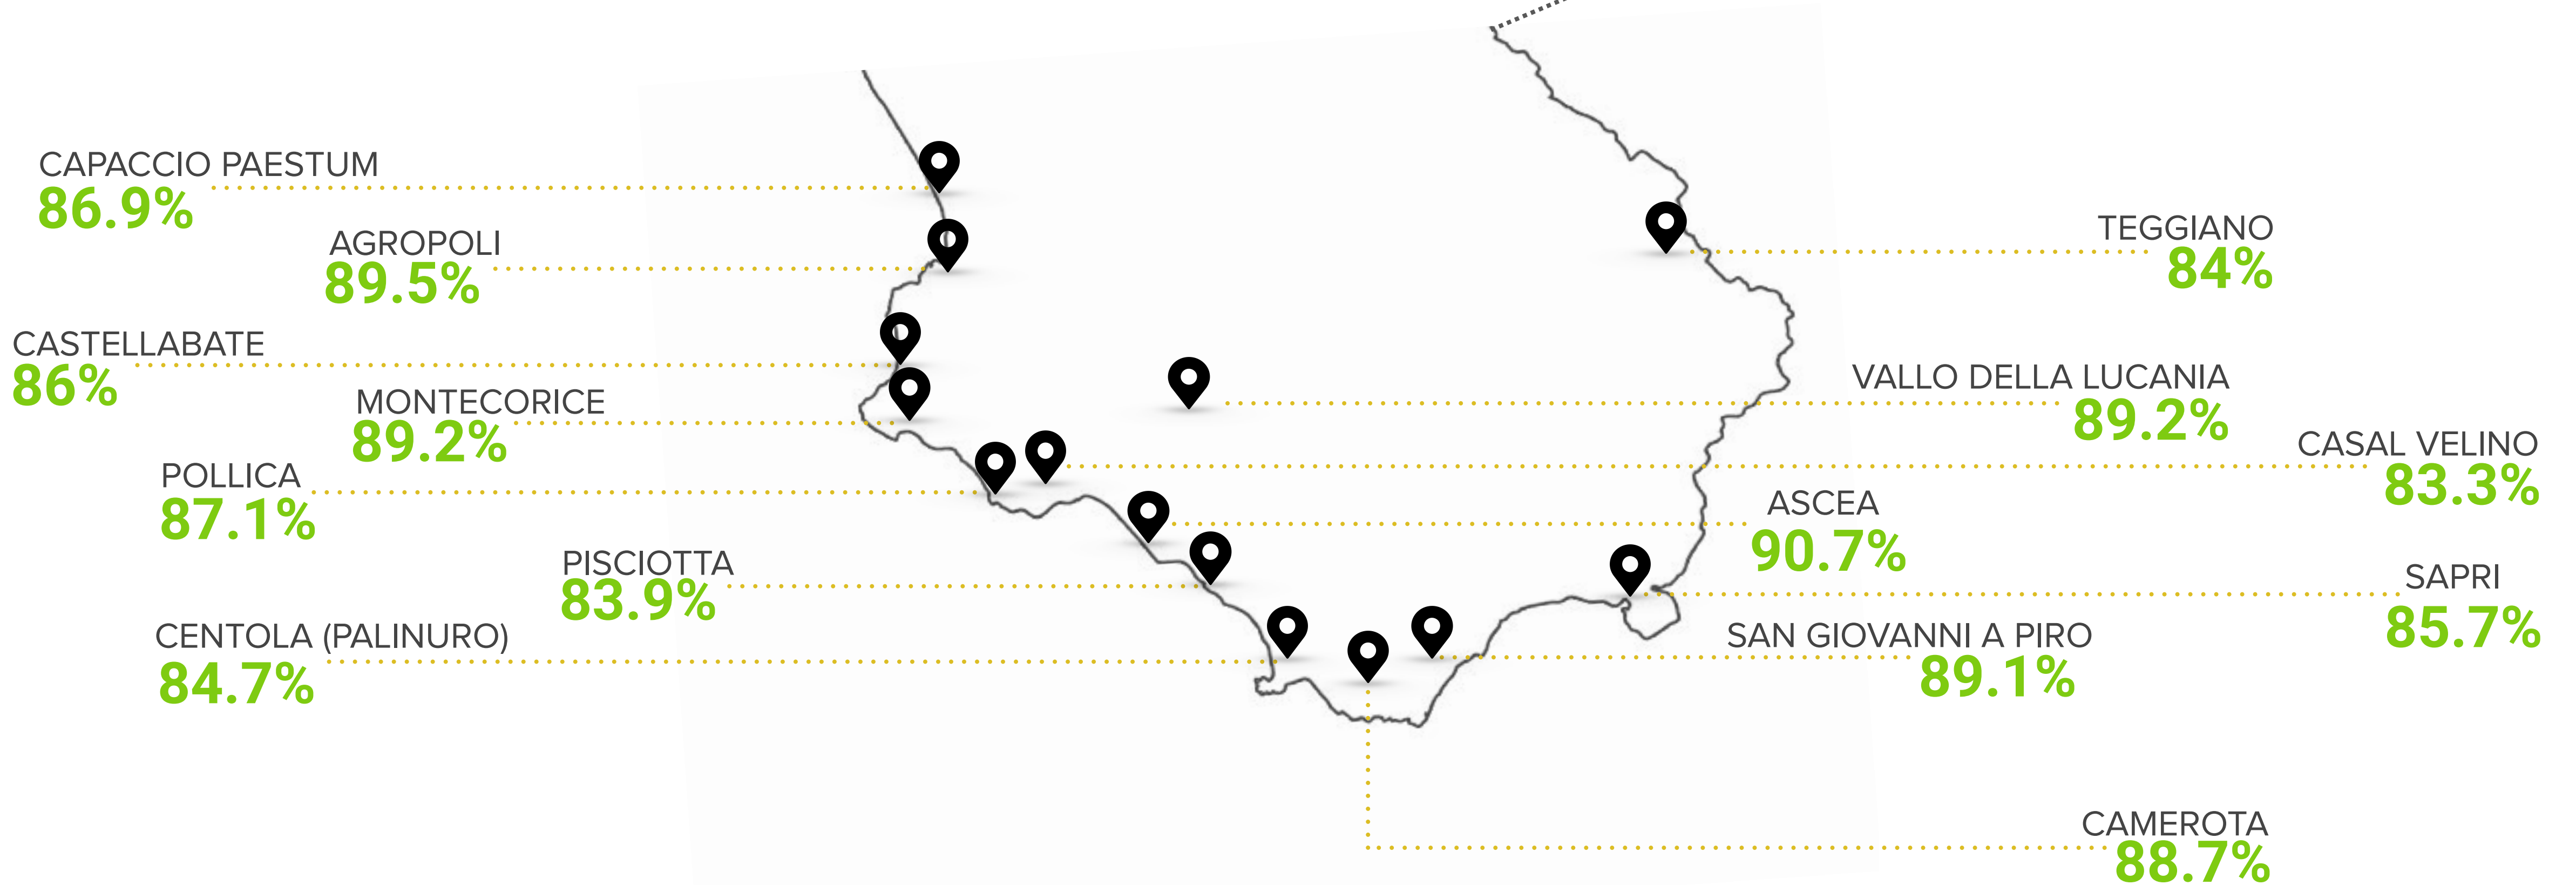 CAPACCIO PAESTUM
86.9%
AGROPOLI
89.5%
CASTELLABATE
86%
MONTECORICE
89.2%
POLLICA
87.1%
PISCIOTTA
83.9%
CENTOLA (PALINURO)
84.7%
TEGGIANO
84%
VALLO DELLA LUCANIA
89.2%
CASAL VELINO
83.3%
ASCEA
90.7%
SAPRI
85.7%
SAN GIOVANNI A PIRO
89.1%
CAMEROTA
88.7%